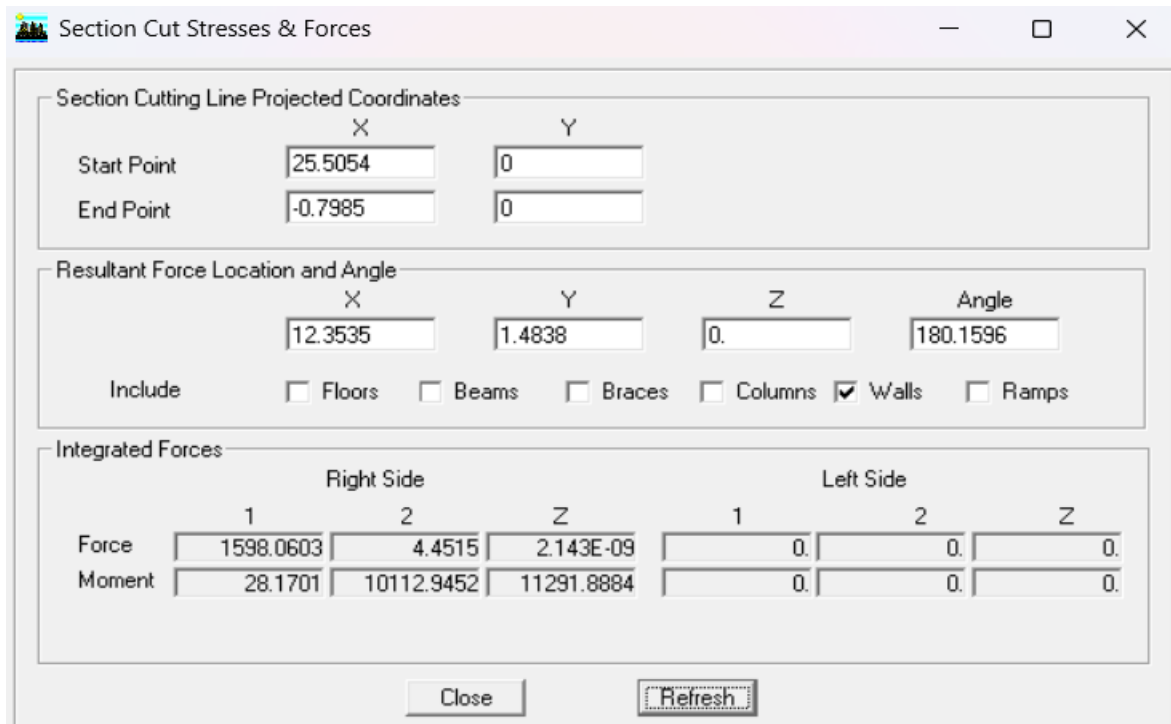 Section Cut Stresses & Forces
Section Cutting Line Projected Coordinates
X Y
Start Point 25.5054 0
End Point -0.7985 0
Resultant Force Location and Angle
X Y Z Angle
12.3535 1.4838 0. 180.1596
Include Floors Beams Braces Columns Walls Ramps
Integrated Forces
Right Side Left Side
1 2 Z 1 2 Z
Force 1598.0603 4.4515 2.143E-09 0. 0. 0.
Moment 28.1701 10112.9452 11291.8884 0. 0. 0.
Close Refresh